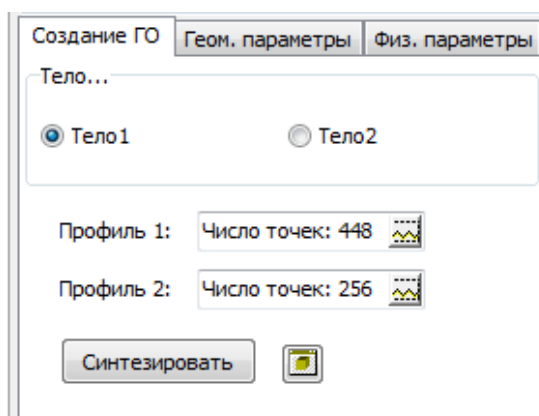 Создание ГО Геом. параметры Физ. параметры
Тело...
Тело1 Тело2
Профиль 1: Число точек: 448
Профиль 2: Число точек: 256
Синтезировать